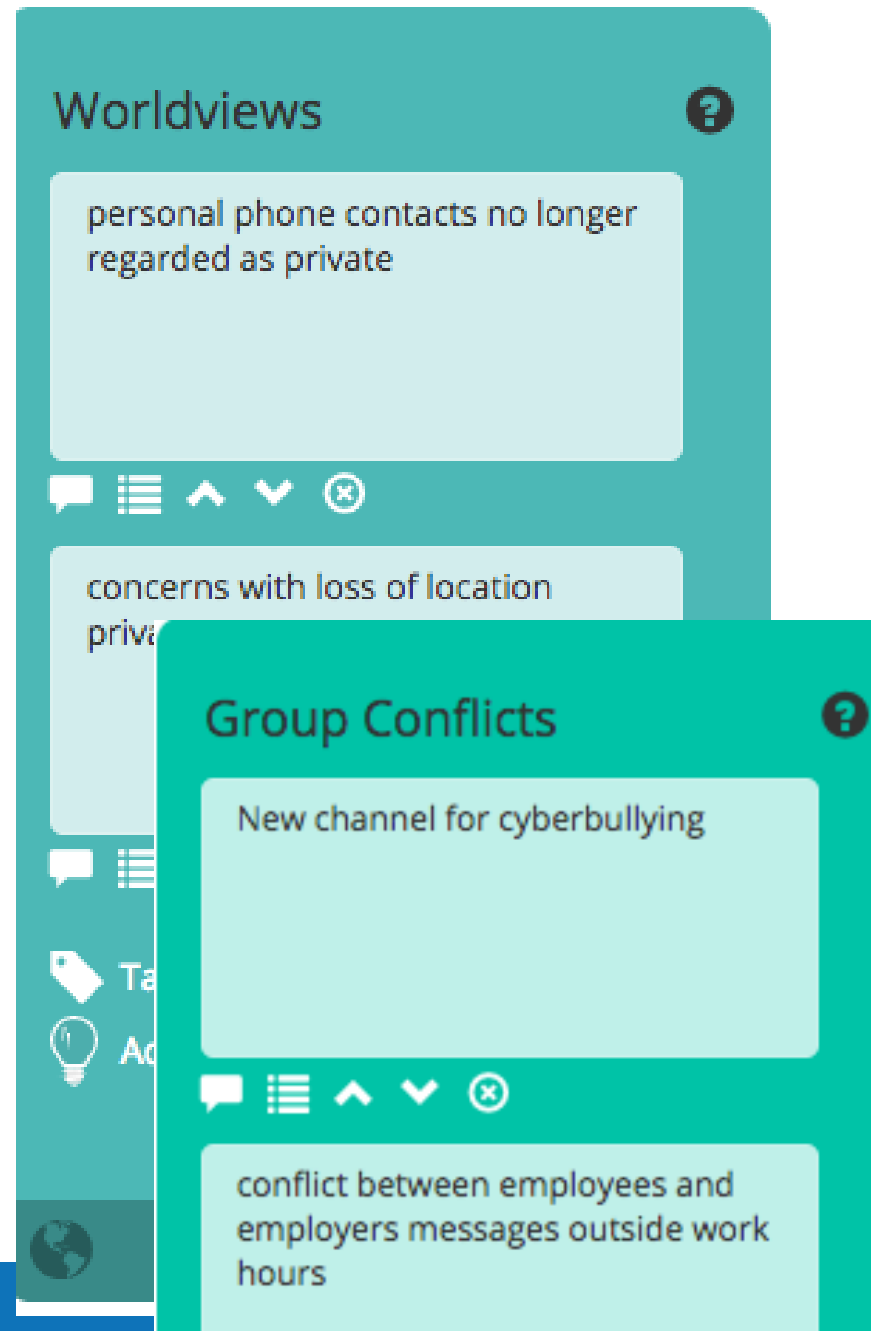 Worldviews
personal phone contacts no longer
regarded as private
concerns with loss of location
Group Conflicts
New channel for cyberbullying
conflict between employees and
employers messages outside work
hours